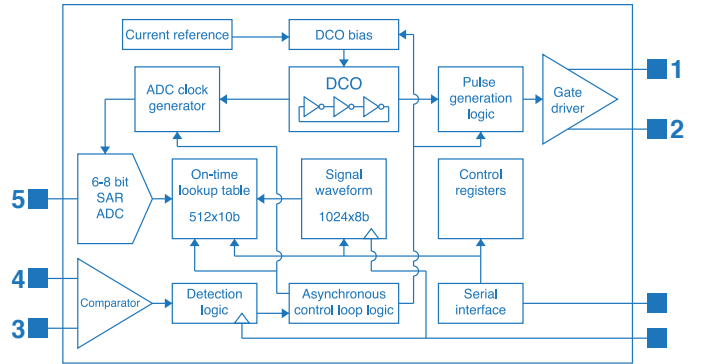 Current reference
DCO bias
ADC clock
generator
DCO
Pulse
generation
logic
Gate
driver
1
2
6-8 bit
SAR
ADC
5
On-time
lookup table
512x10b
Signal
waveform
1024x8b
Control
registers
4
3
Comparator
Detection
logic
Asynchronous
control loop logic
Serial
interface